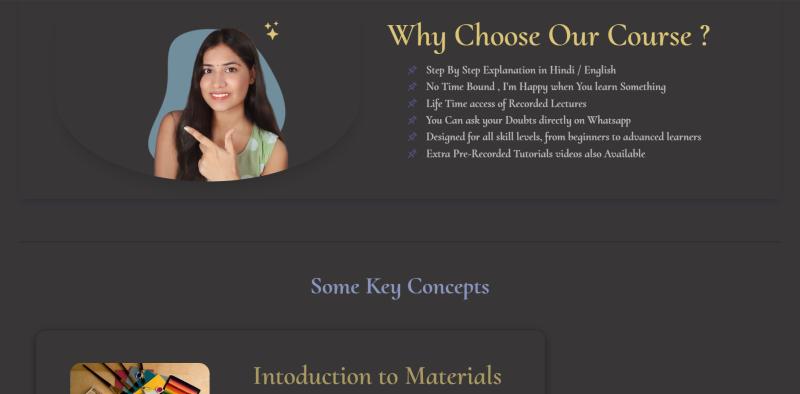 Why Choose Our Course ?
Step By Step Explanation in Hindi / English
No Time Bound , I'm Happy when You learn Something
Life Time access of Recorded Lectures
You Can ask your Doubts directly on Whatsapp
Designed for all skill levels, from beginners to advanced learners
Extra Pre-Recorded Tutorials videos also Available
Some Key Concepts
Intoduction to Materials